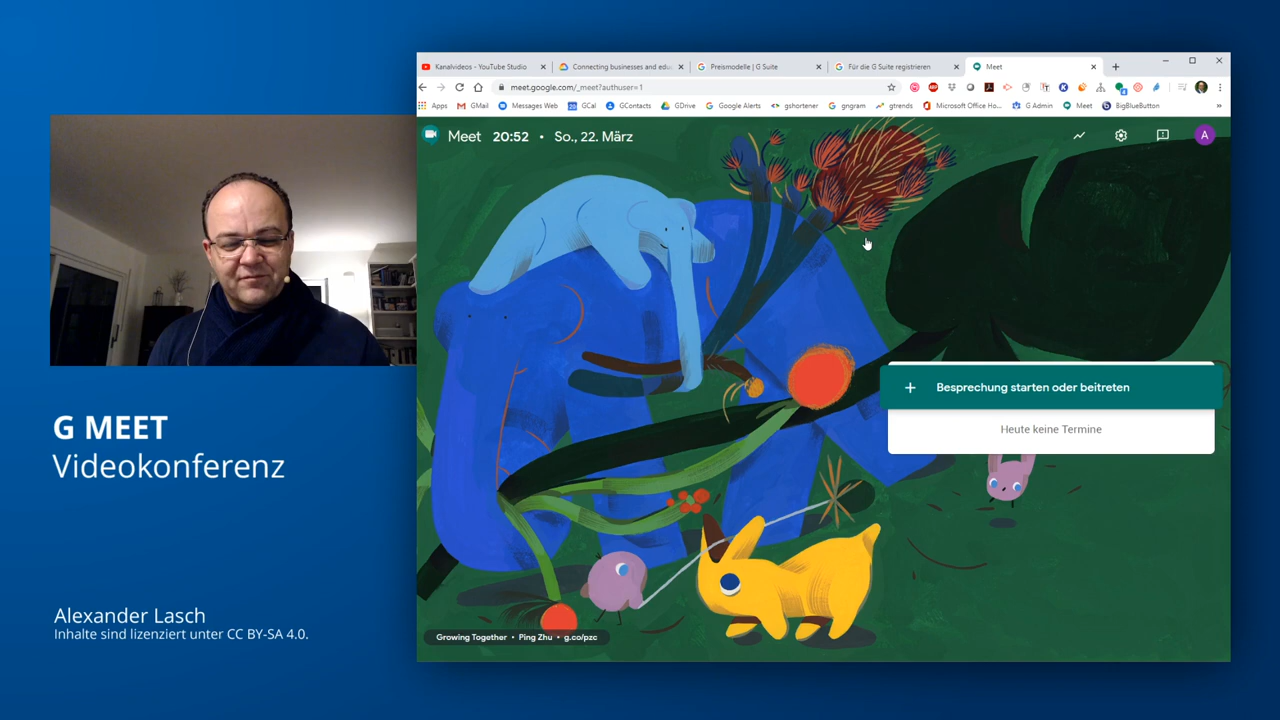 Kanalvideos - YouTube Studio
Connecting businesses and edu
Preismodelle | G Suite
Für die G Suite registrieren
Meet
meet.google.com/_meet?authuser=1
Apps
GMail
Messages Web
GCal
GContacts
GDrive
Google Alerts
gshortener
gngram
gtrends
Microsoft Office Ho...
G Admin
Meet
BigBlueButton
»
Meet 20:52 • So., 22. März
A
+ Besprechung starten oder beitreten
Heute keine Termine
Growing Together • Ping Zhu • g.co/pzc
G MEET
Videokonferenz
Alexander Lasch
Inhalte sind lizenziert unter CC BY-SA 4.0.